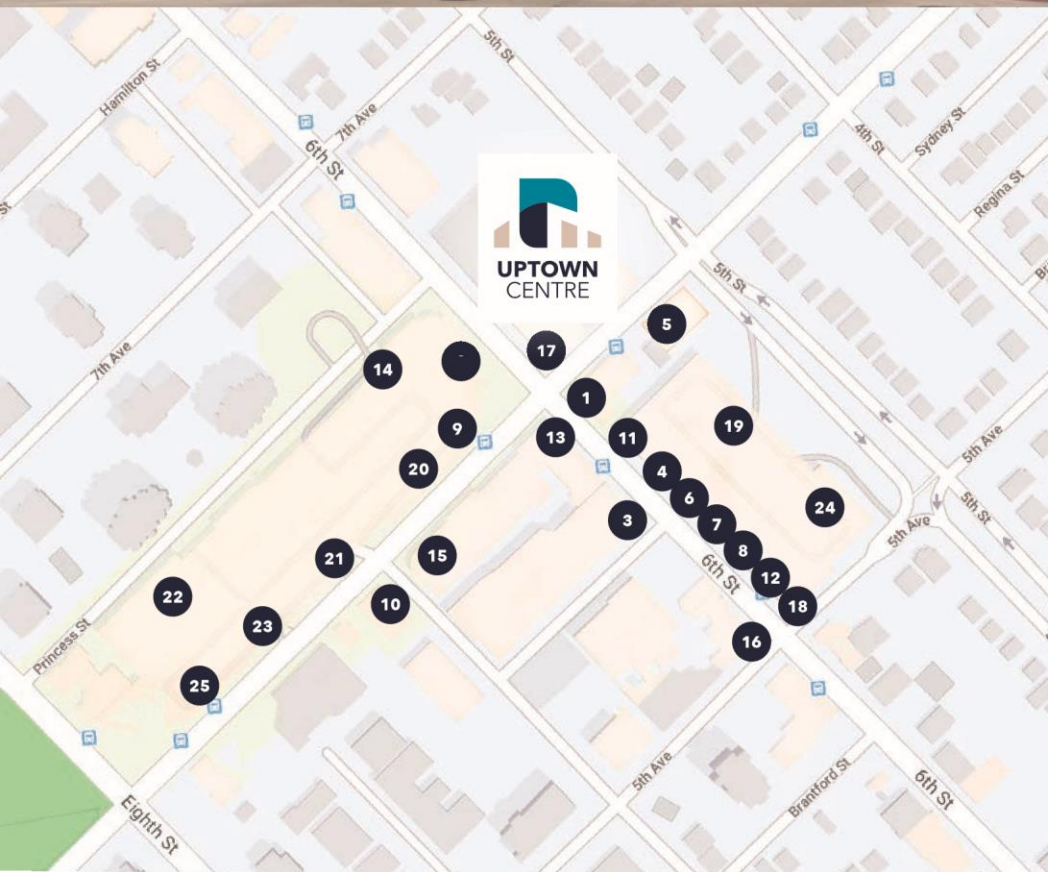 5th St
Hamilton St
7th Ave
6th St
4th St
Sydney St
Regina St
St
UPTOWN
CENTRE
5th St
5
17
14
-
7th Ave
1
9
13
11
19
20
4
5th Ave
6
24
3
7
5th St
5th Ave
8
15
21
6th St
12
22
10
18
23
16
Princess St
25
5th Ave
Brantford St
6th St
Eighth St